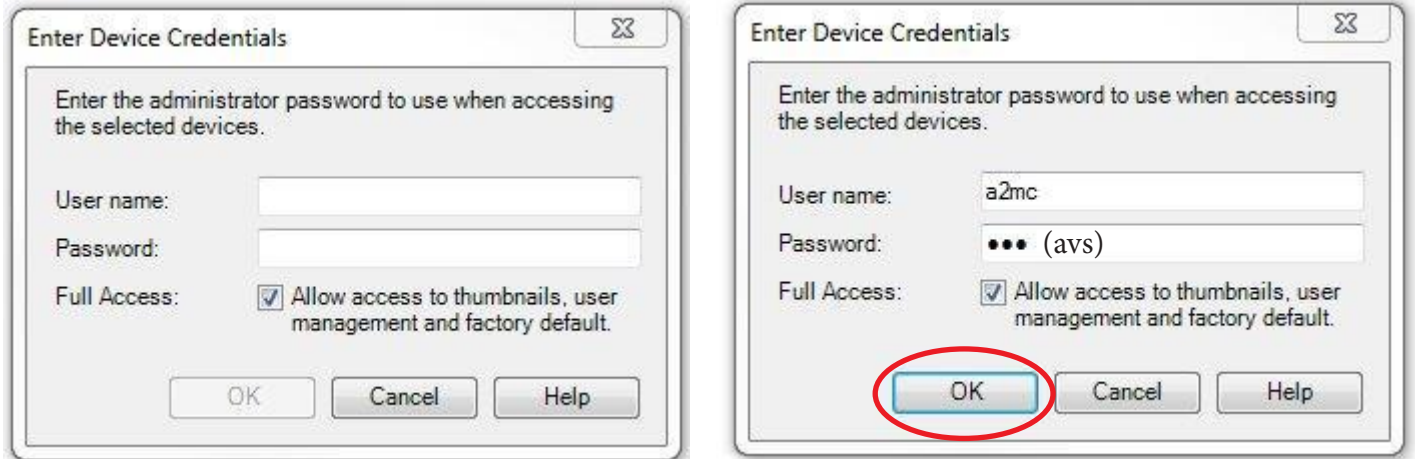 Enter Device Credentials
Enter the administrator password to use when accessing
the selected devices.
User name:
Password:
Full Access:
Allow access to thumbnails, user
management and factory default.
OK
Cancel
Help
Enter Device Credentials
Enter the administrator password to use when accessing
the selected devices.
User name: a2mc
Password: ●●● (avs)
Full Access:
Allow access to thumbnails, user
management and factory default.
OK
Cancel
Help